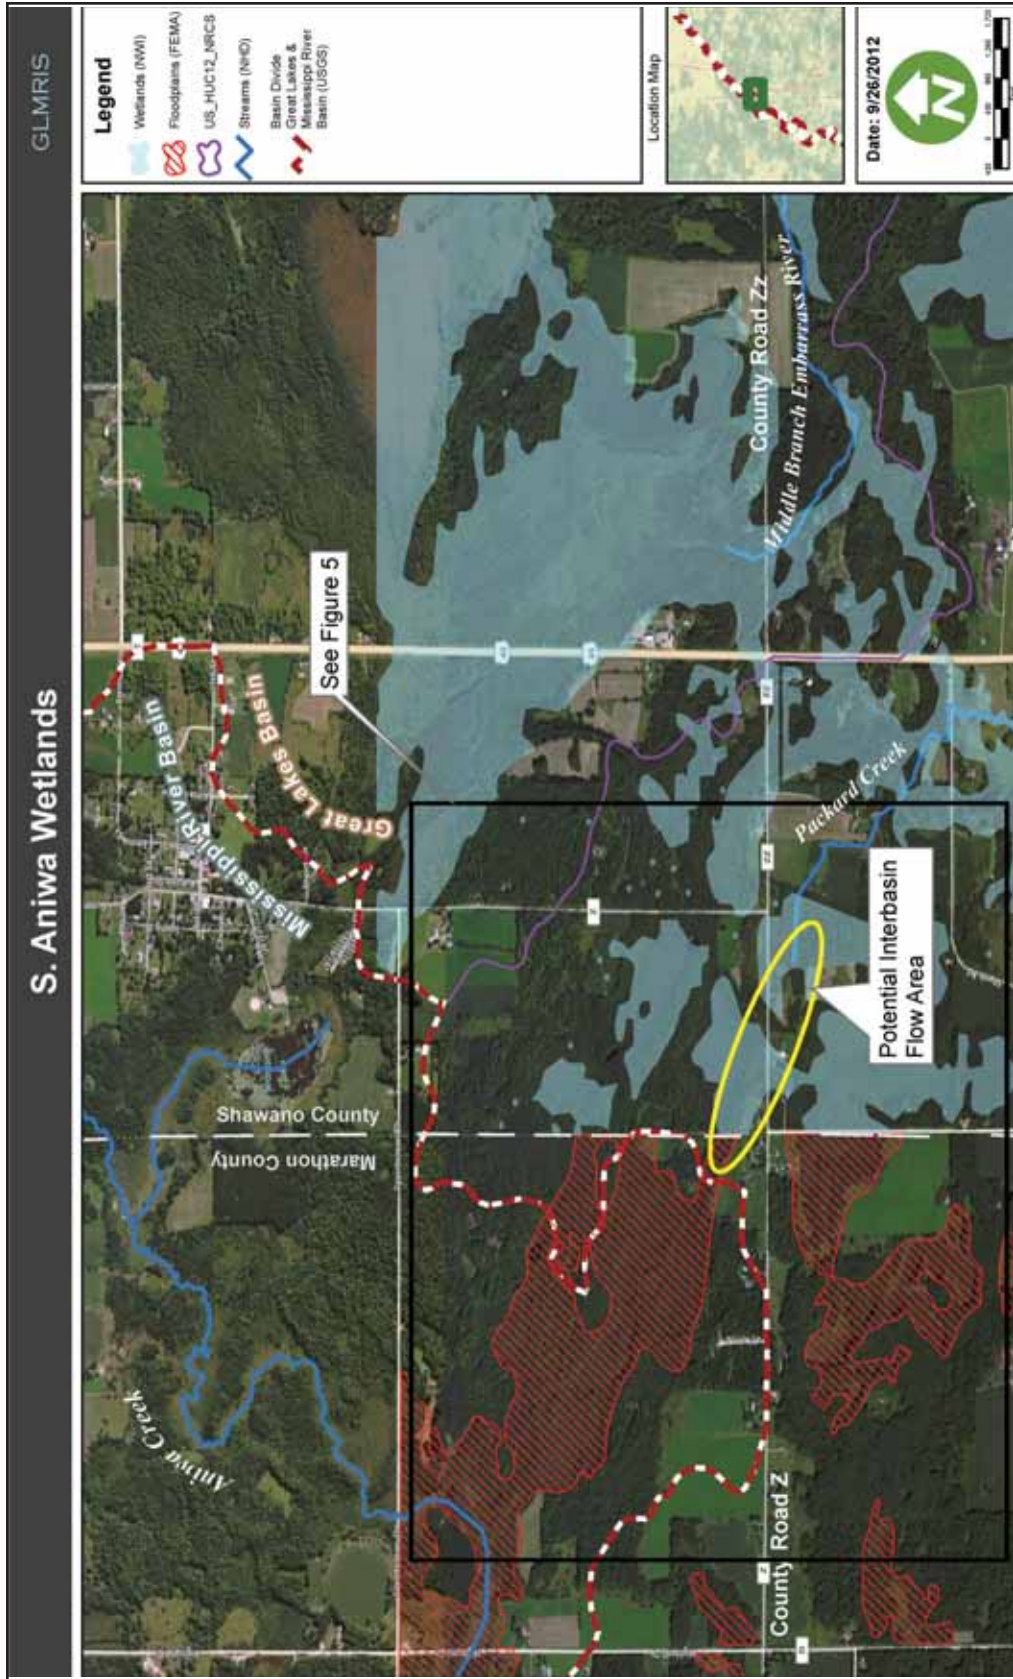 S. Aniwa Wetlands
GLMRIS
Legend
Wetlands (NWI)
Floodplains (FEMA)
US_HUC12_NRCS
Streams (NHD)
Basin Divide
Great Lakes &
Mississippi River
Basin (USGS)
Location Map
Date: 9/26/2012
N
Aniwa Creek
Marathon County
Shawano County
Mississippi River Basin
Great Lakes Basin
See Figure 5
County Road Z
County Road Zz
Middle Branch Embarrass River
Packard Creek
Potential Interbasin
Flow Area